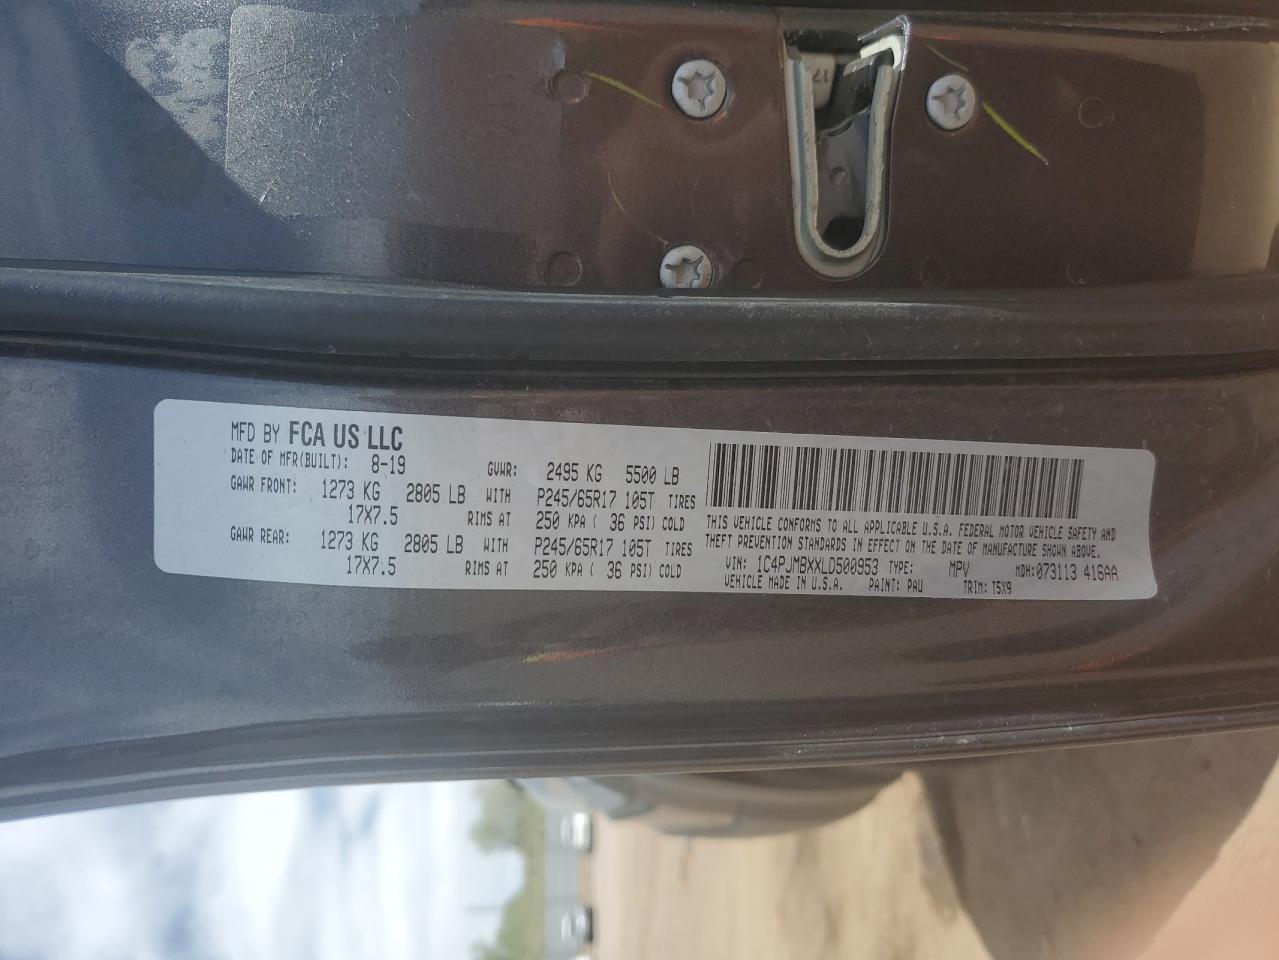 MFD BY FCA US LLC
DATE OF MFR(BUILT): 8-19 GVWR: 2495 KG 5500 LB
GAWR FRONT: 1273 KG 2805 LB WITH P245/65R17 105T TIRES
17X7.5 RIMS AT 250 KPA ( 36 PSI) COLD
GAWR REAR: 1273 KG 2805 LB WITH P245/65R17 105T TIRES
17X7.5 RIMS AT 250 KPA ( 36 PSI) COLD
THIS VEHICLE CONFORMS TO ALL APPLICABLE U.S.A. FEDERAL MOTOR VEHICLE SAFETY AND
THEFT PREVENTION STANDARDS IN EFFECT ON THE DATE OF MANUFACTURE SHOWN ABOVE.
VIN: 1C4PJMBXXLD500953 TYPE: MPV MDH: 073113 416AA
VEHICLE MADE IN U.S.A. PAINT: PAU TRIM: T5X9
17